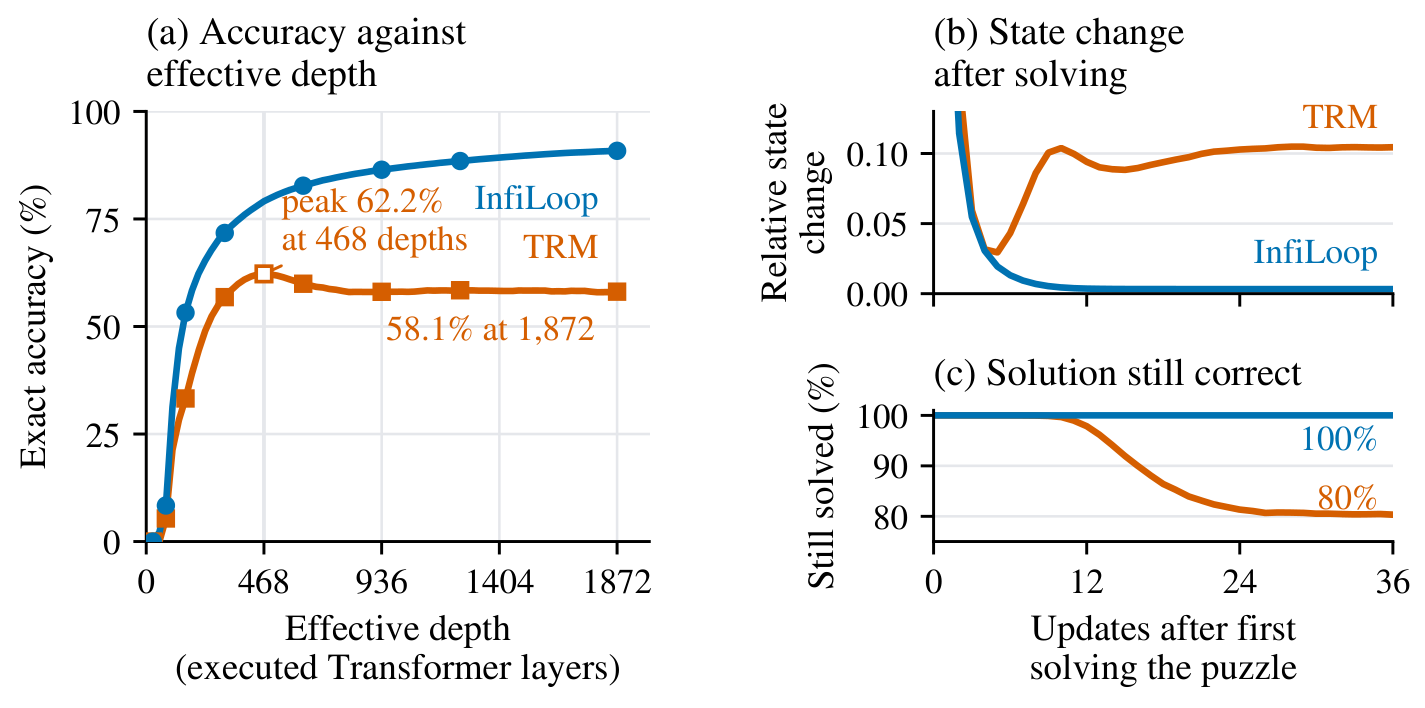 (a) Accuracy against
effective depth
Exact accuracy (%)
100
75
50
25
0
peak 62.2%
at 468 depths
InfiLoop
TRM
58.1% at 1,872
0 468 936 1404 1872
Effective depth
(executed Transformer layers)
(b) State change
after solving
Relative state
change
0.10
0.05
0.00
TRM
InfiLoop
(c) Solution still correct
Still solved (%)
100
90
80
100%
80%
0 12 24 36
Updates after first
solving the puzzle